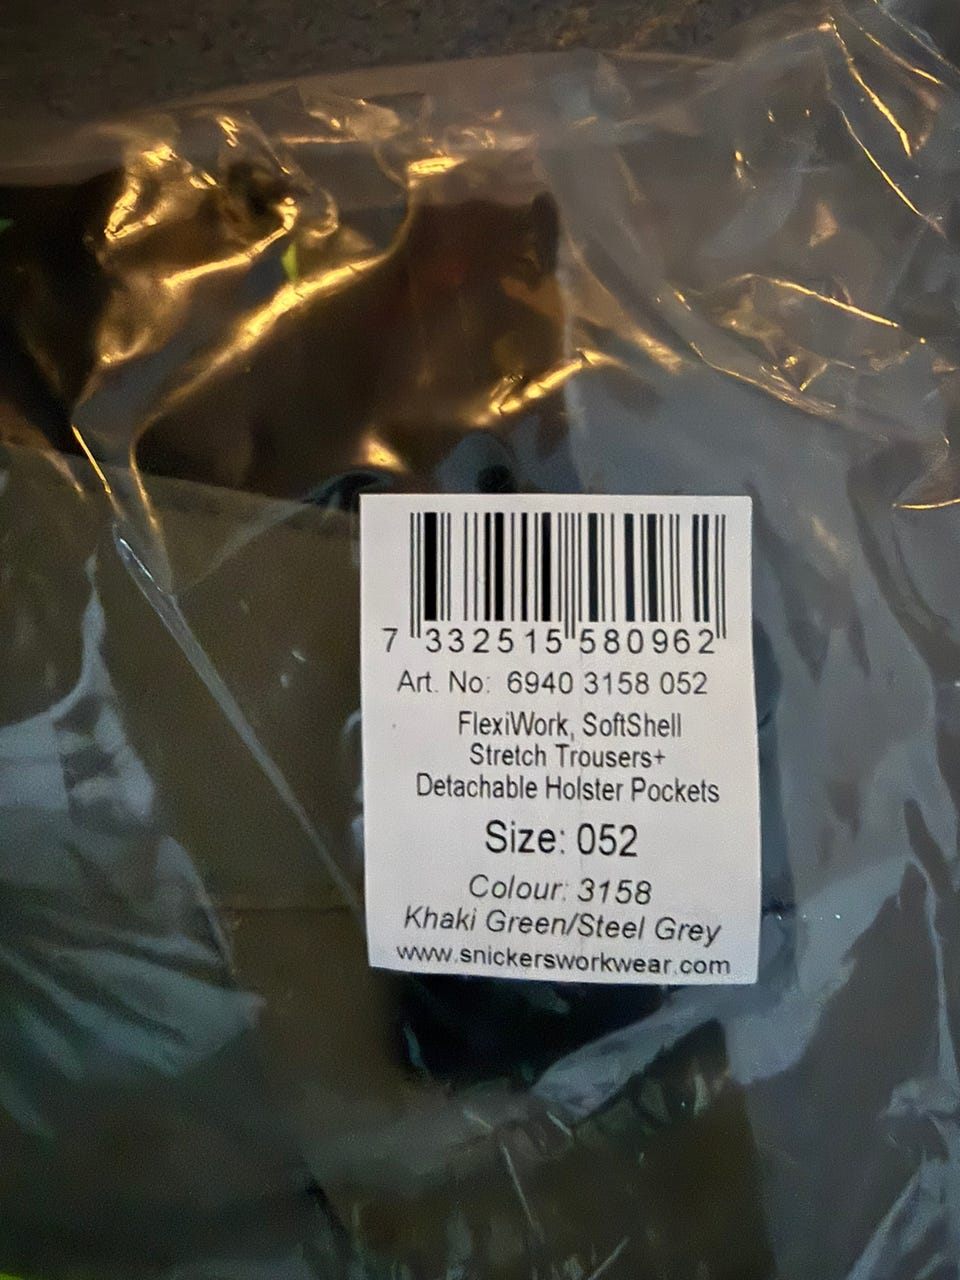 7 332515 580962
Art. No: 6940 3158 052
FlexiWork, SoftShell
Stretch Trousers+
Detachable Holster Pockets
Size: 052
Colour: 3158
Khaki Green/Steel Grey
www.snickersworkwear.com